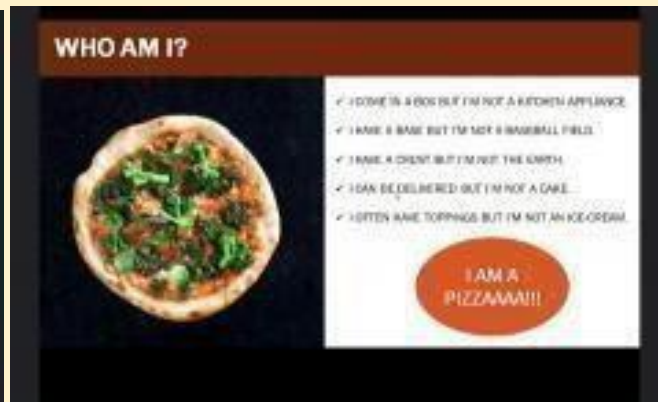 WHO AM I?
I COME IN A BOX BUT I'M NOT A KITCHEN APPLIANCE.
I HAVE A BASE BUT I'M NOT A BASEBALL FIELD.
I HAVE A CRUST BUT I'M NOT THE EARTH.
I CAN BE DELIVERED BUT I'M NOT A CAKE.
I OFTEN HAVE TOPPINGS BUT I'M NOT AN ICE-CREAM.
I AM A
PIZZAAAA!!!